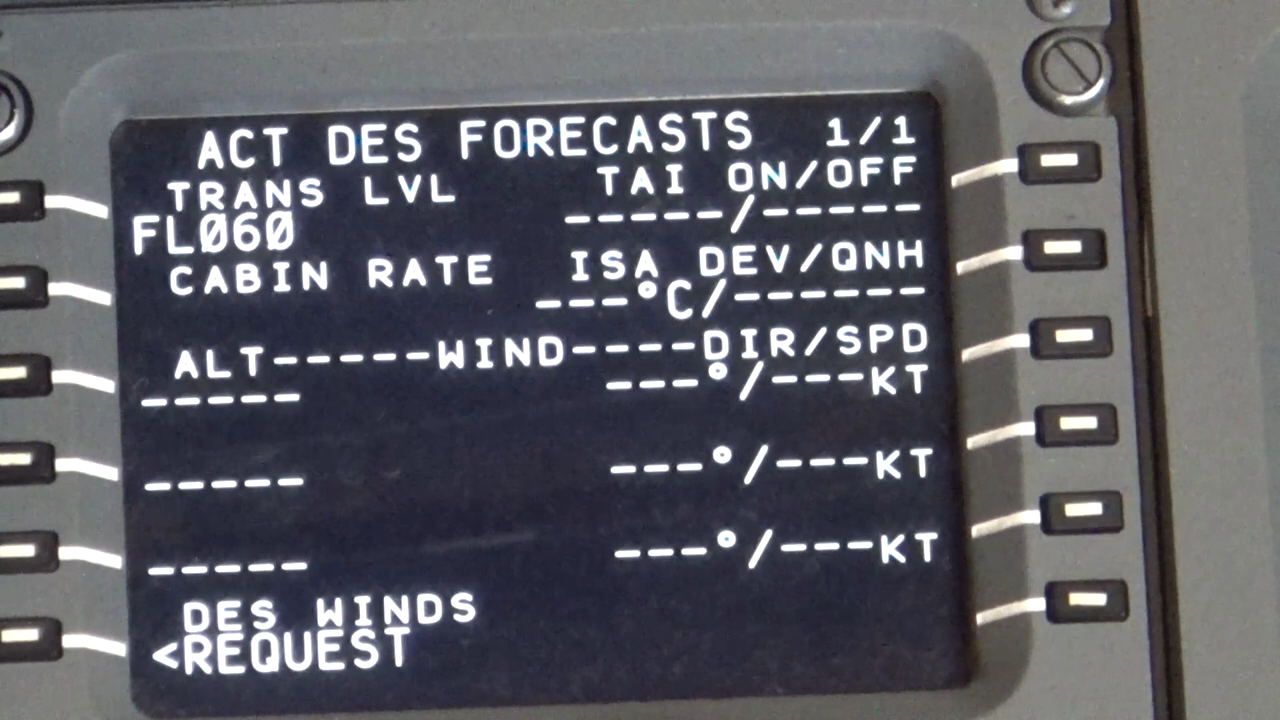 ACT DES FORECASTS 1/1
TRANS LVL TAI ON/OFF
FL060 -----/-----
CABIN RATE ISA DEV/QNH
---°C/------
ALT-----WIND----DIR/SPD
----- ---°/---KT
----- ---°/---KT
----- ---°/---KT
DES WINDS
<REQUEST